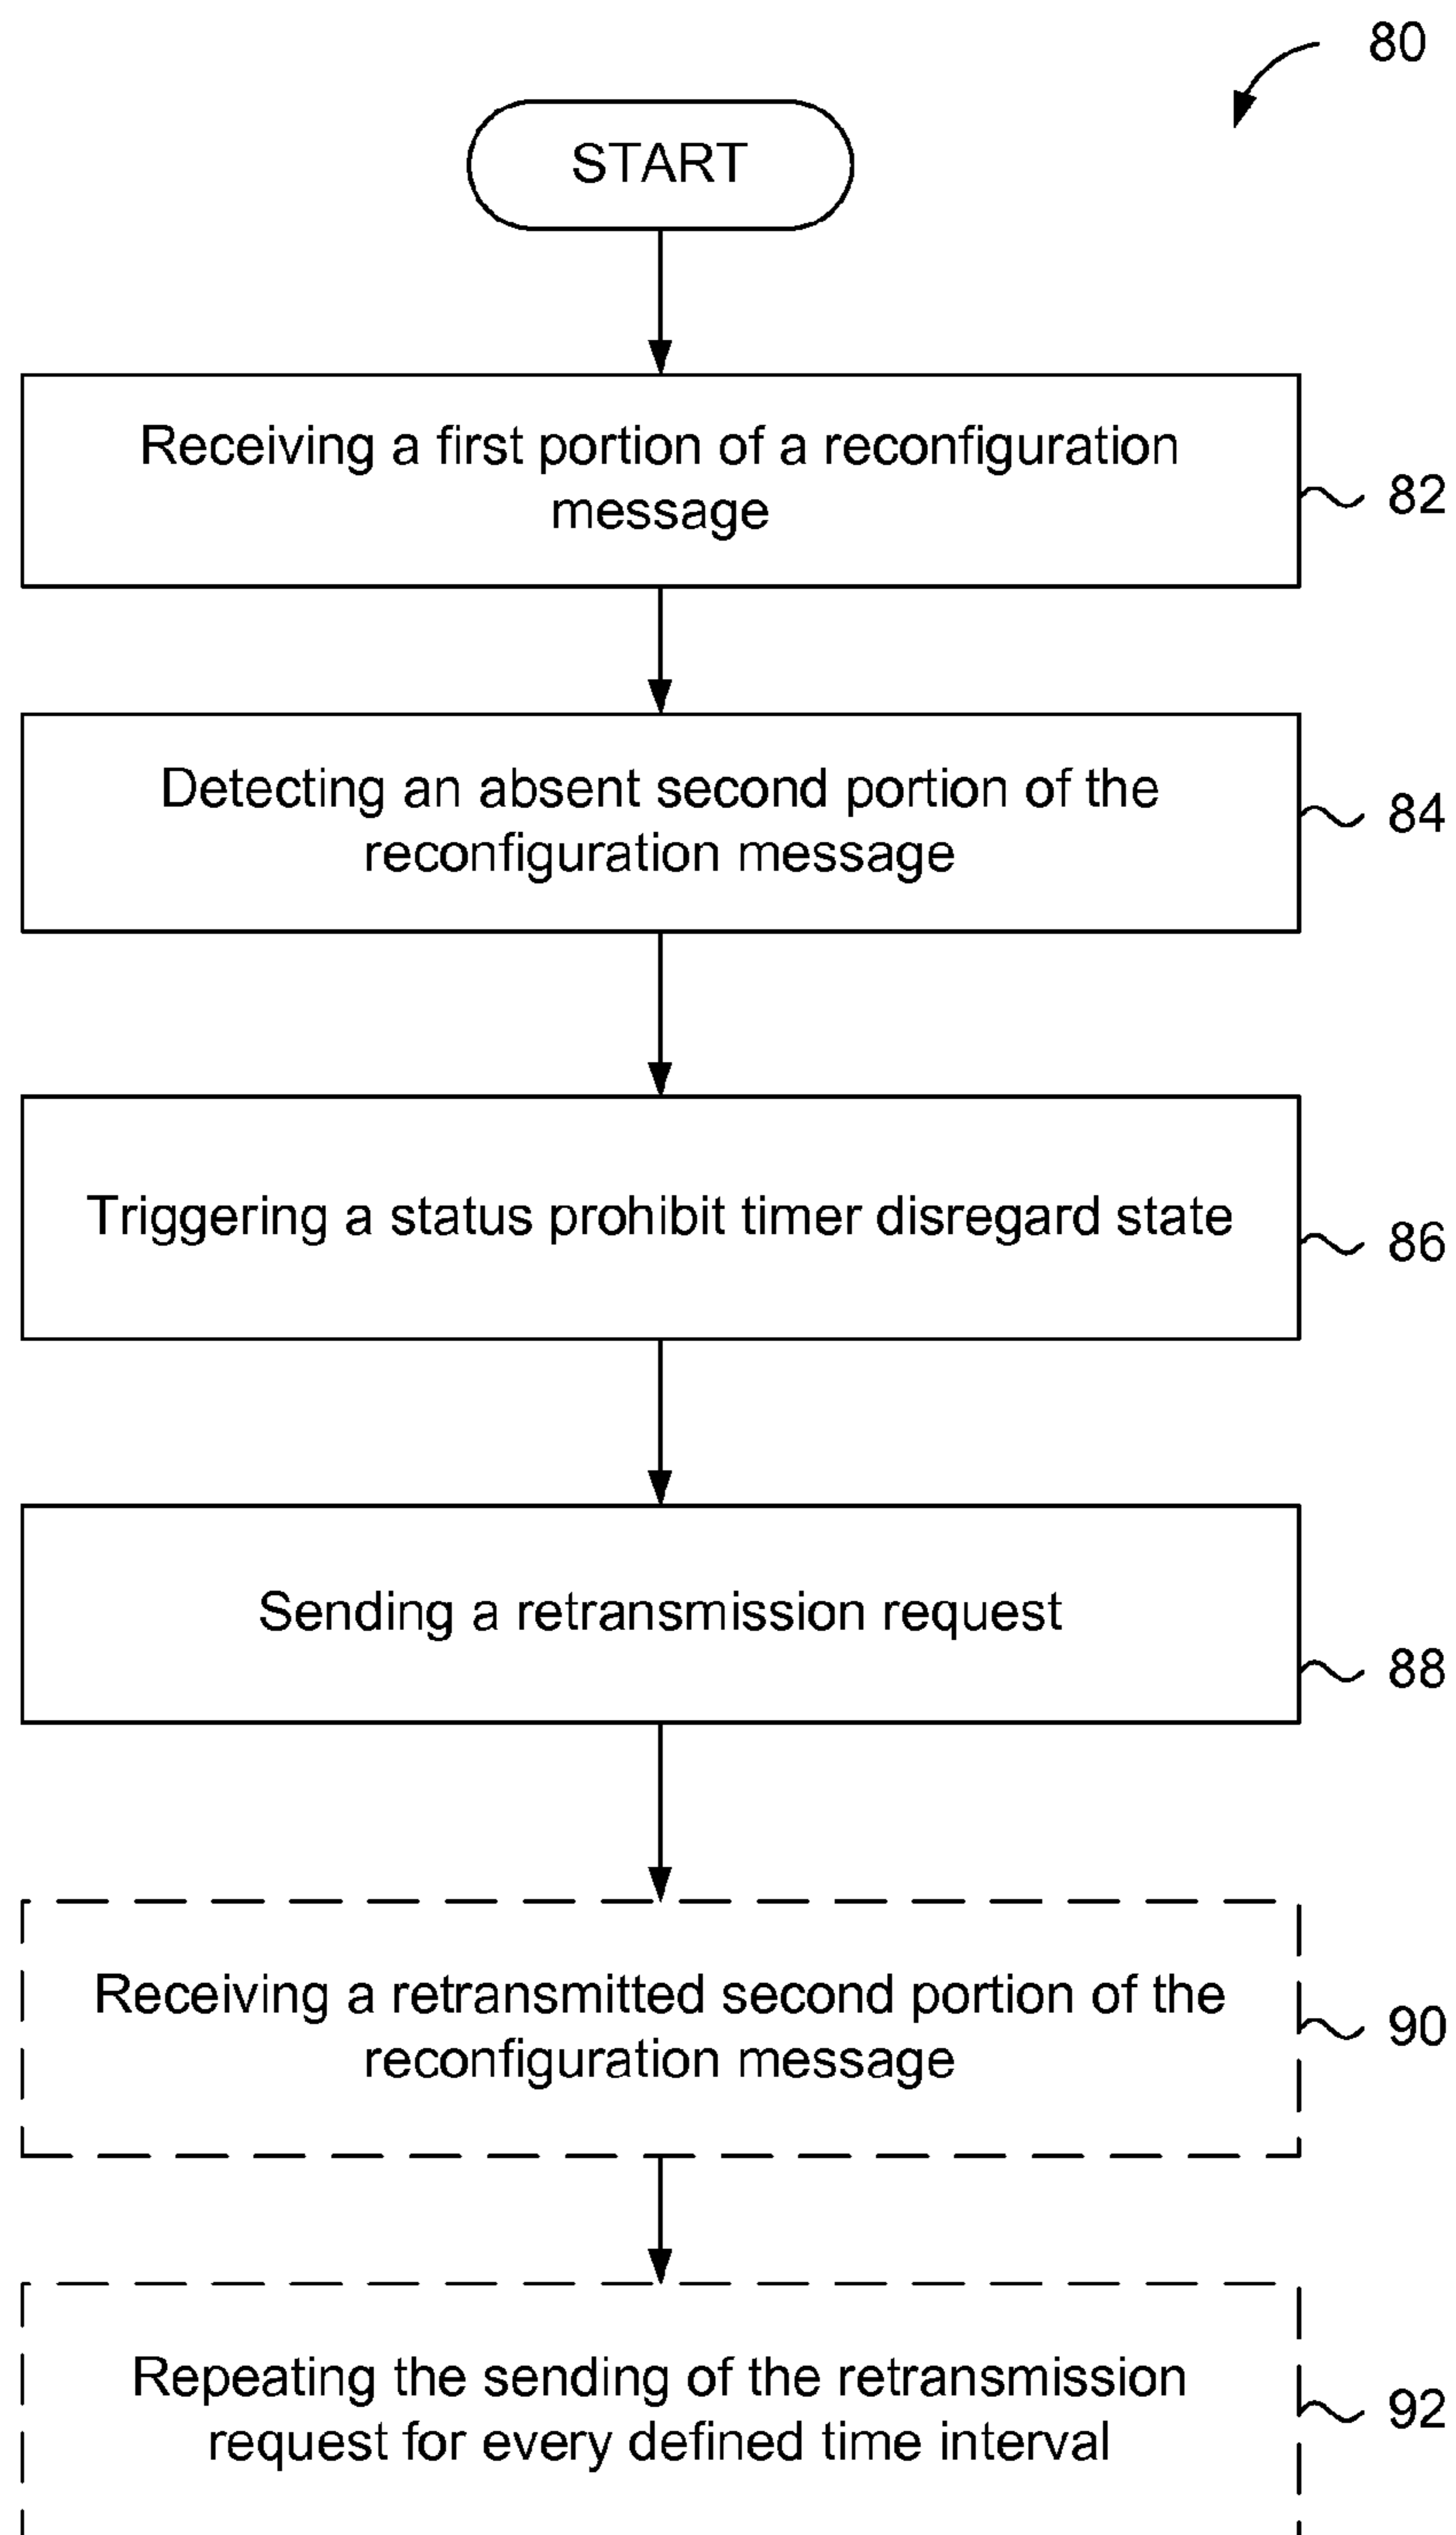 80
START
Receiving a first portion of a reconfiguration
message
82
Detecting an absent second portion of the
reconfiguration message
84
Triggering a status prohibit timer disregard state
86
Sending a retransmission request
88
Receiving a retransmitted second portion of the
reconfiguration message
90
Repeating the sending of the retransmission
request for every defined time interval
92